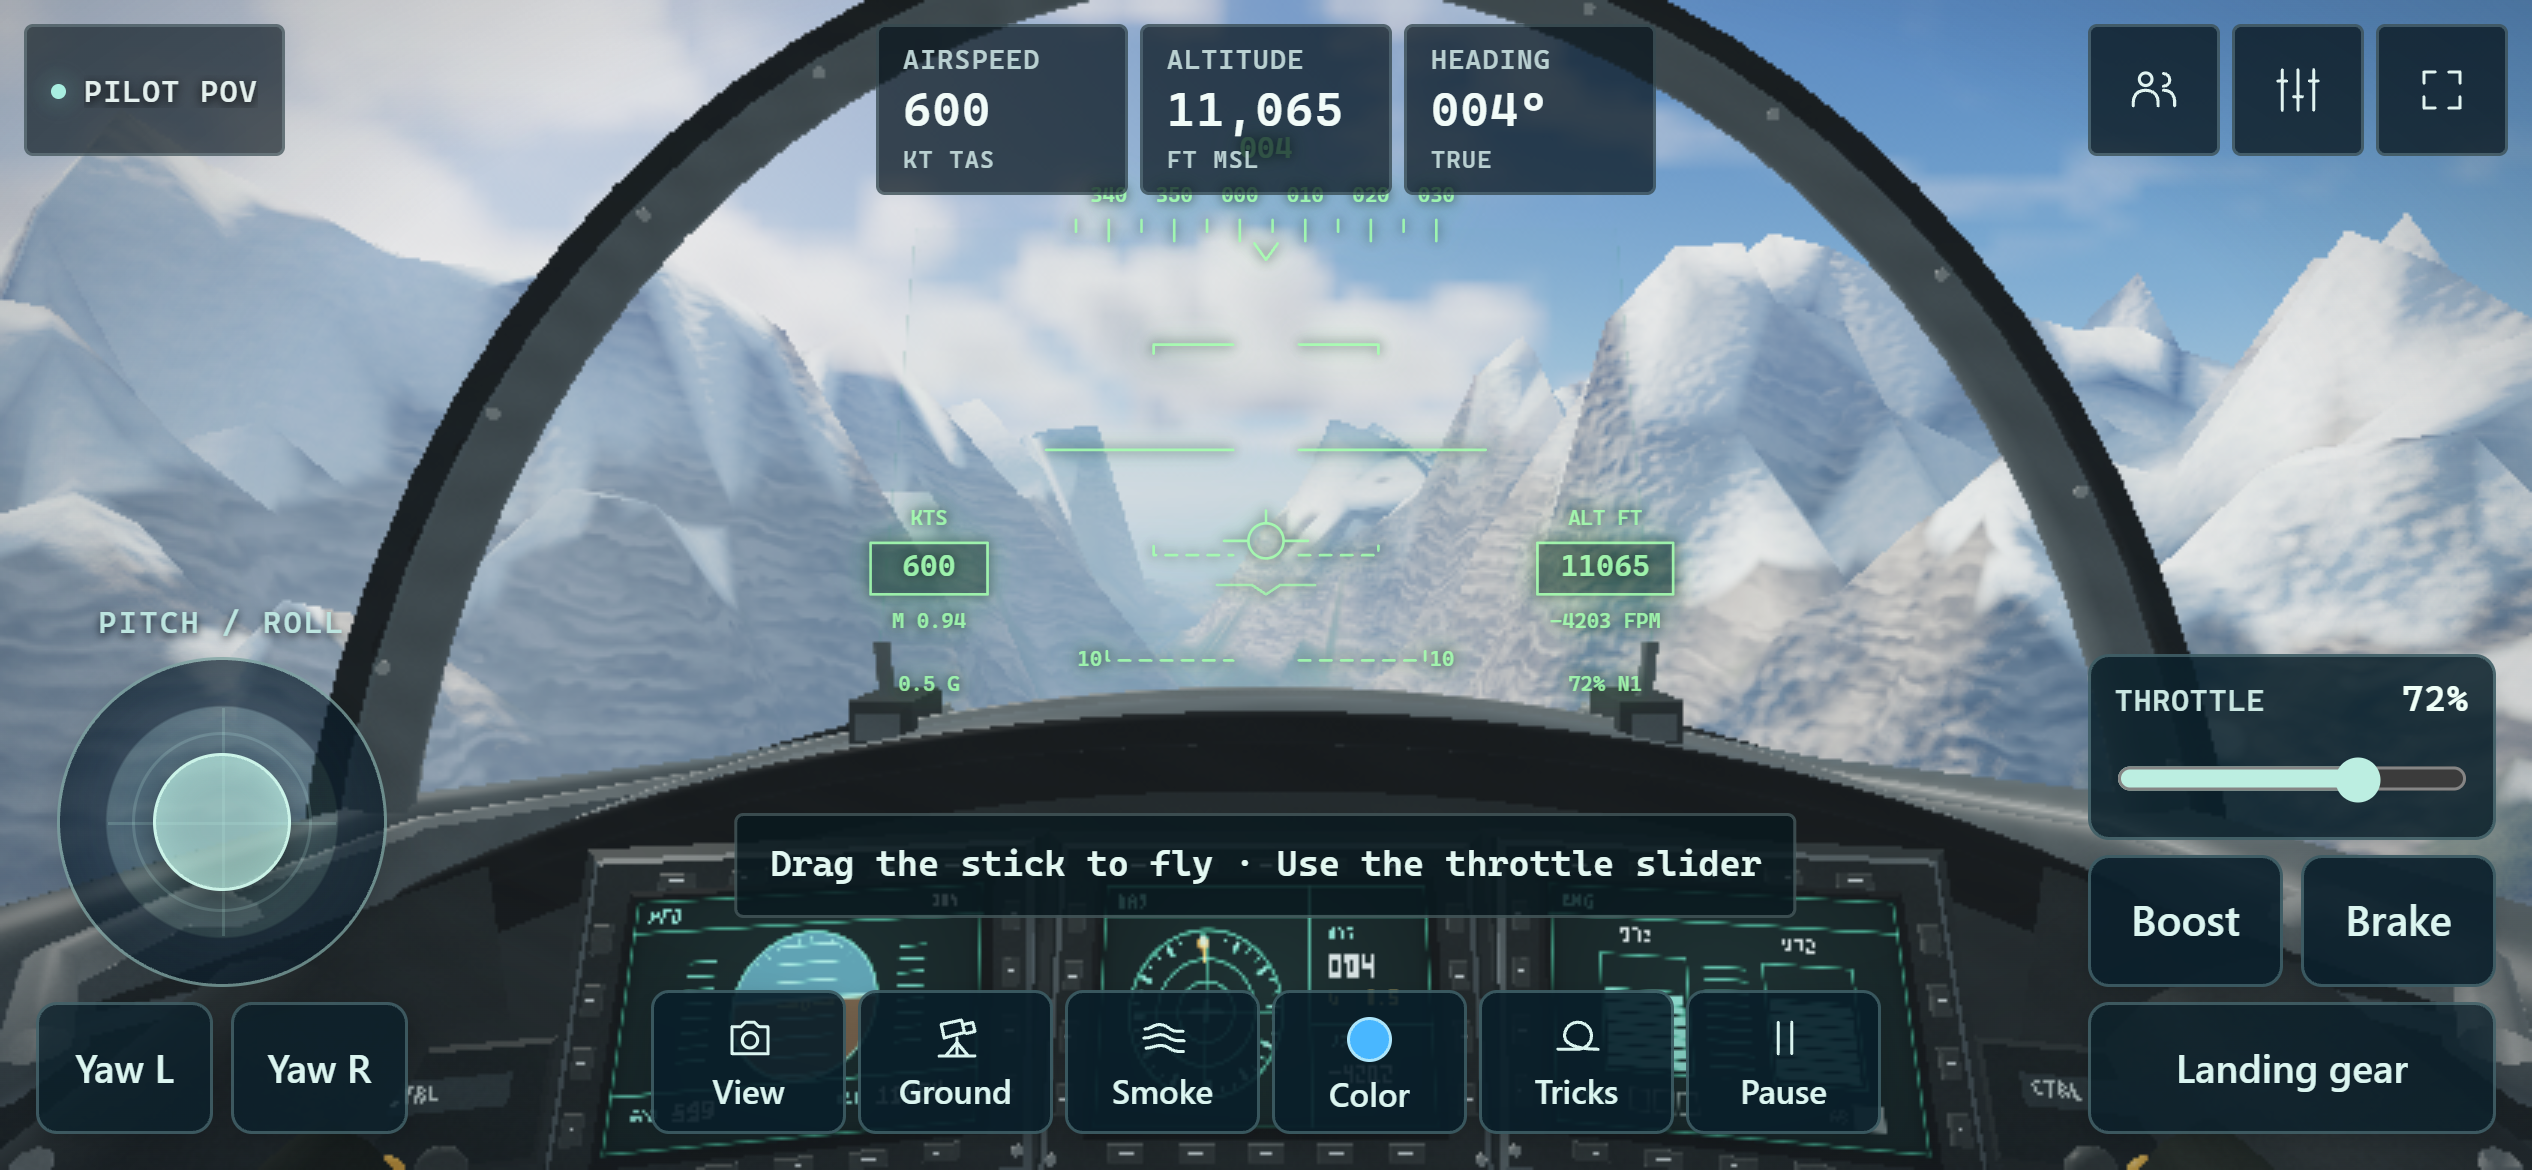 PILOT POV
AIRSPEED
600
KT TAS
ALTITUDE
11,065
FT MSL
HEADING
004°
TRUE
004
340 350 000 010 020 030
KTS
600
M 0.94
0.5 G
ALT FT
11065
-4203 FPM
72% N1
10 10
PITCH / ROLL
THROTTLE 72%
Drag the stick to fly · Use the throttle slider
Boost
Brake
Landing gear
Yaw L
Yaw R
View
Ground
Smoke
Color
Tricks
Pause
004
CTRL